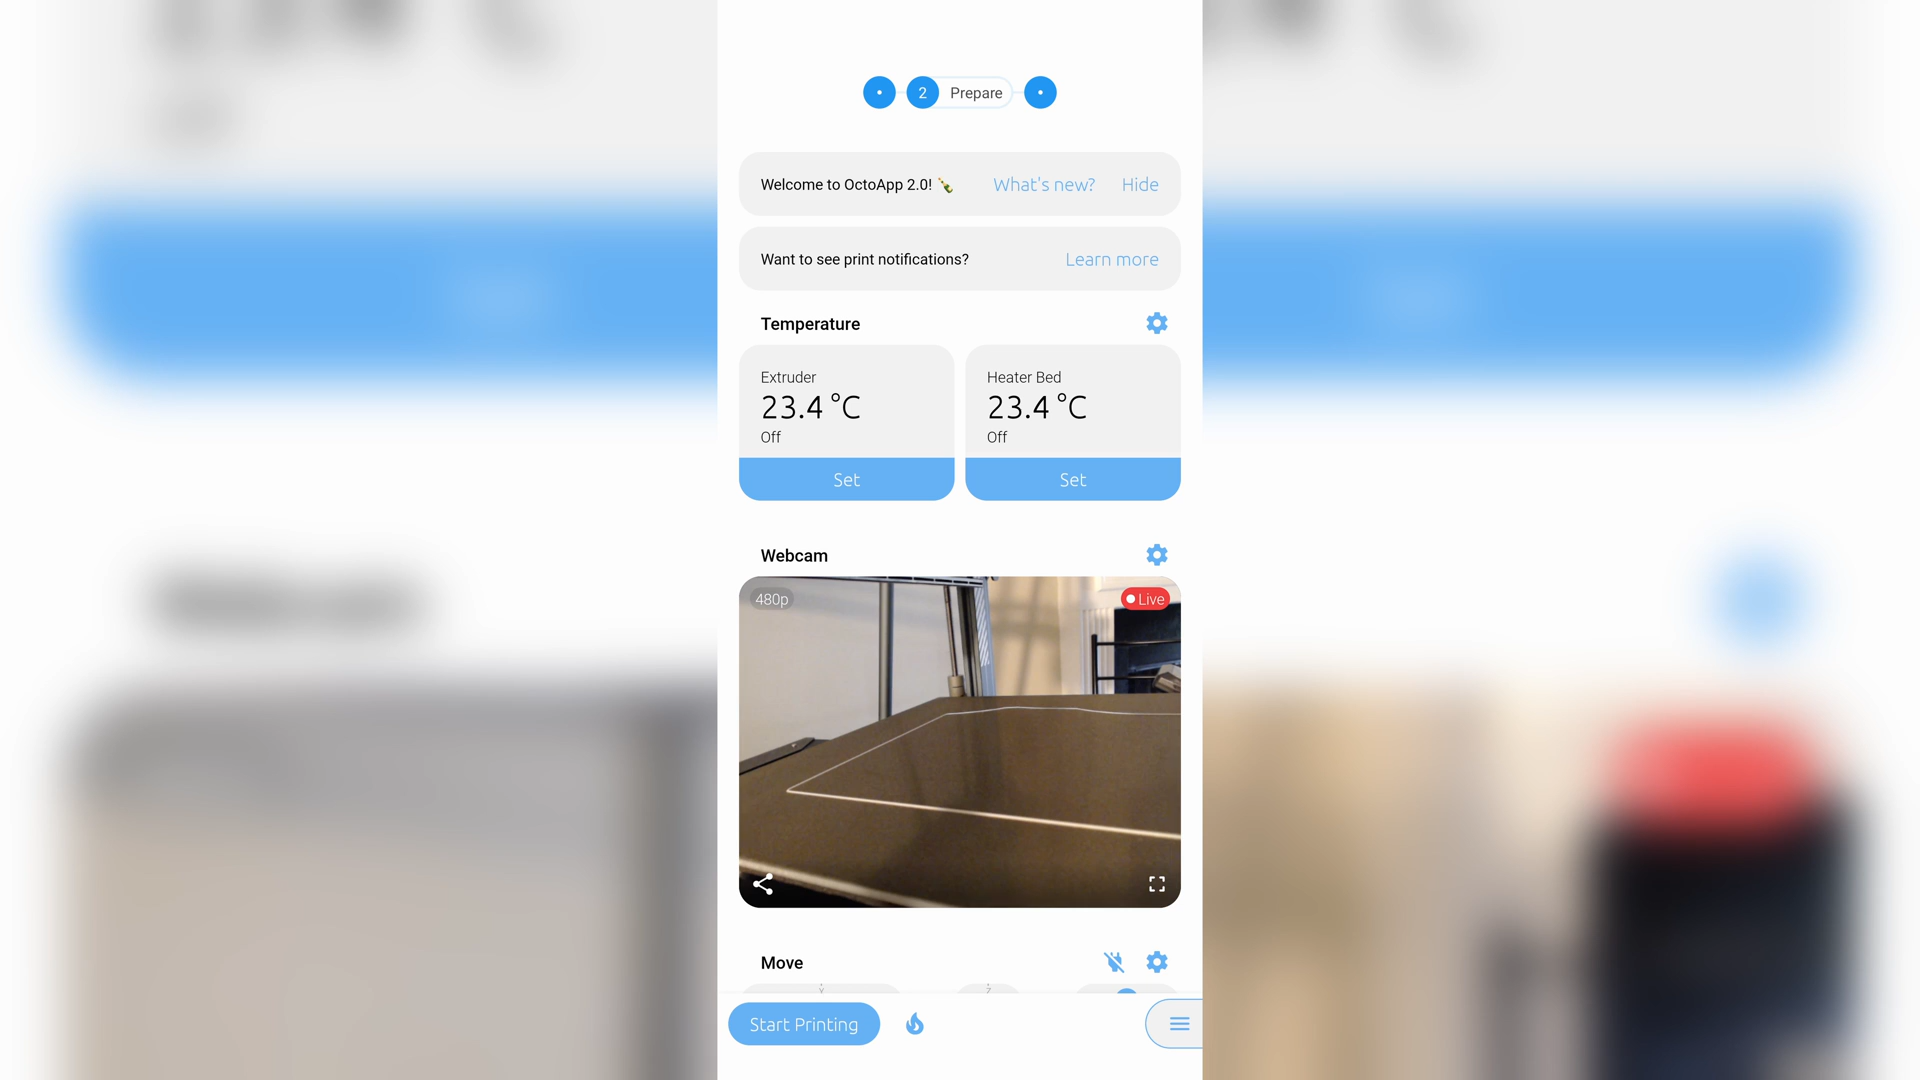 2 Prepare
Welcome to OctoApp 2.0! 🍾 What's new? Hide
Want to see print notifications? Learn more
Temperature
Extruder
23.4 °C
Off
Set
Heater Bed
23.4 °C
Off
Set
Webcam
480p
Live
Move
Y
Z
Start Printing